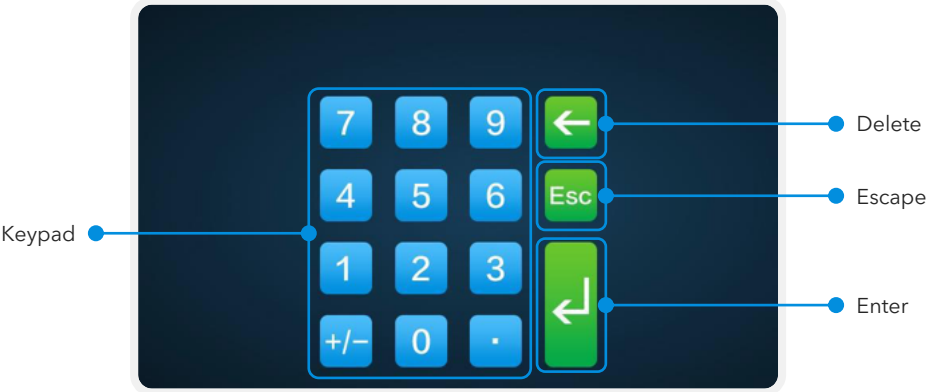 7 8 9
Delete
4 5 6 Esc
Escape
Keypad
1 2 3
Enter
+/− 0 .